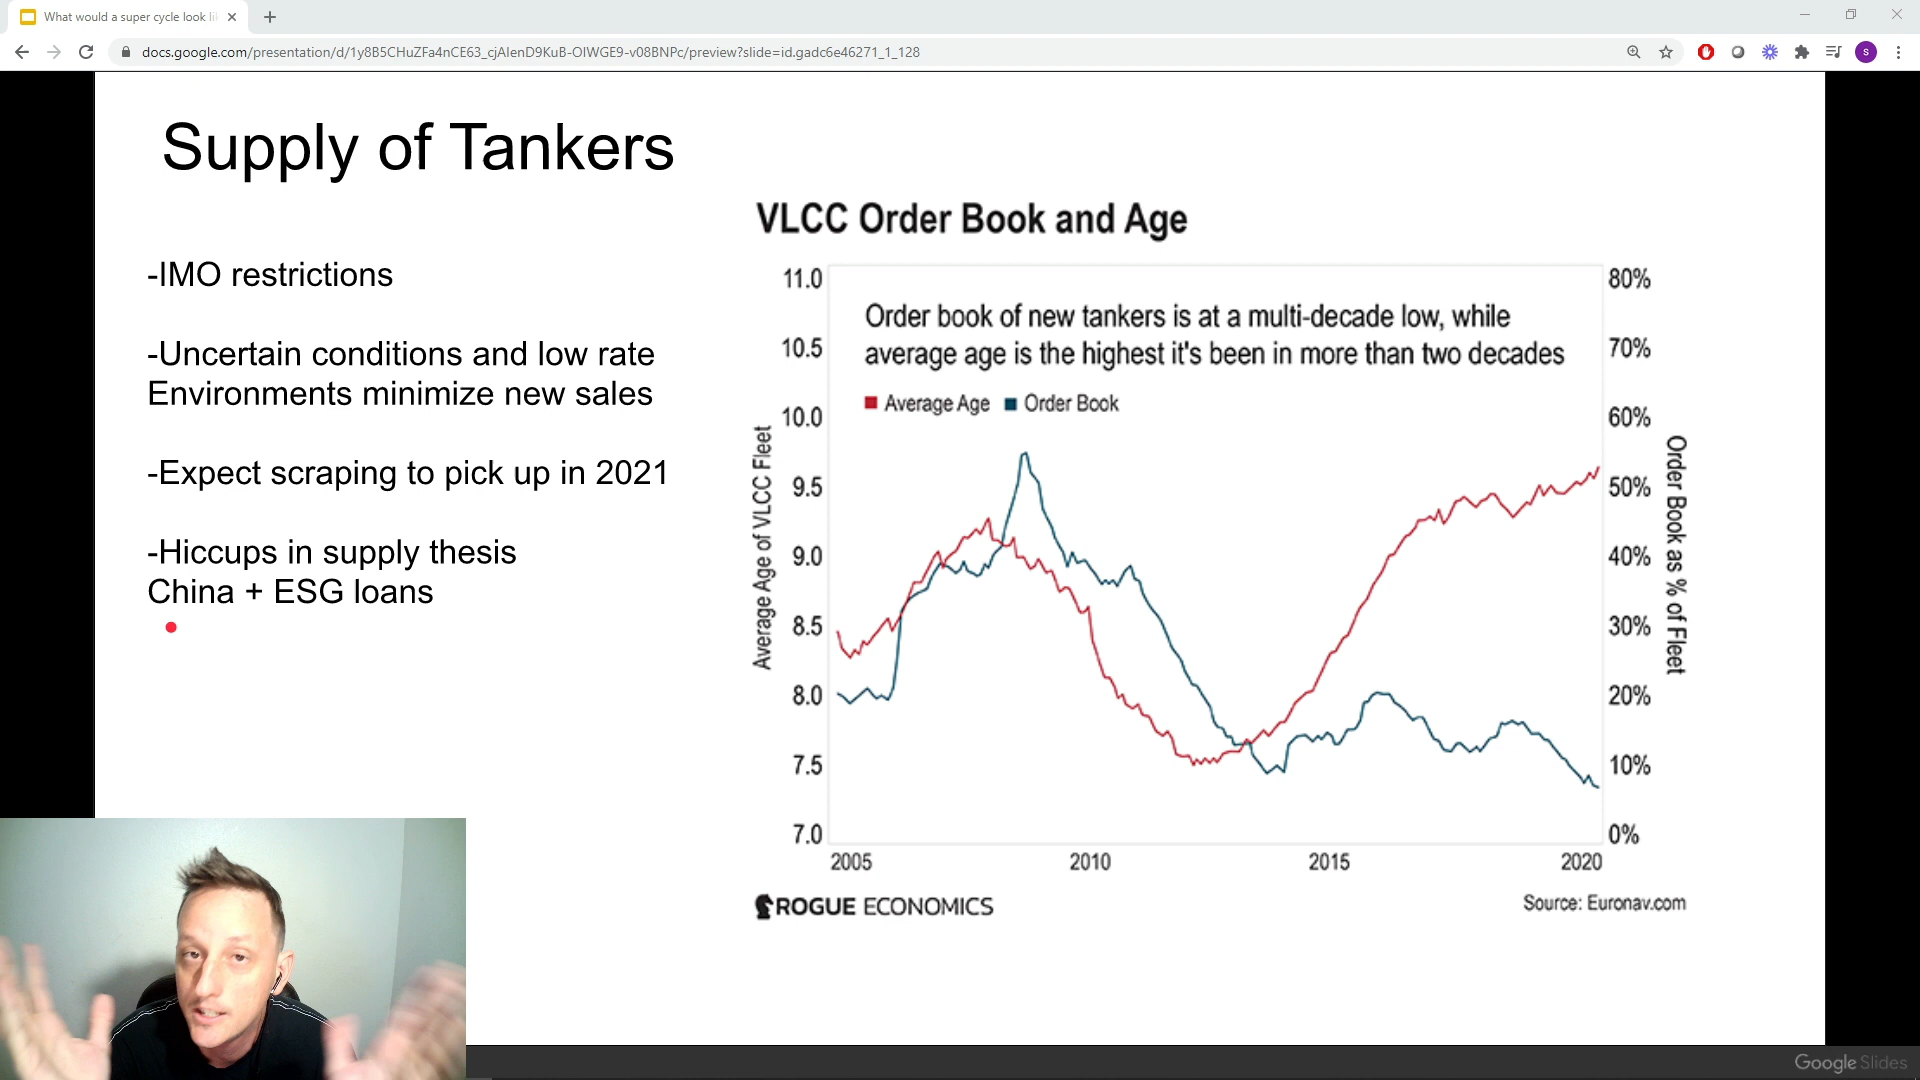 What would a super cycle look li
docs.google.com/presentation/d/1y8B5CHuZFa4nCE63_cjAIenD9KuB-OIWGE9-v08BNPc/preview?slide=id.gadc6e46271_1_128
S
Supply of Tankers
-IMO restrictions
-Uncertain conditions and low rate
Environments minimize new sales
-Expect scraping to pick up in 2021
-Hiccups in supply thesis
China + ESG loans
VLCC Order Book and Age
Order book of new tankers is at a multi-decade low, while
average age is the highest it's been in more than two decades
Average Age
Order Book
Average Age of VLCC Fleet
11.0
10.5
10.0
9.5
9.0
8.5
8.0
7.5
7.0
80%
70%
60%
50%
40%
30%
20%
10%
0%
Order Book as % of Fleet
2005
2010
2015
2020
ROGUE ECONOMICS
Source: Euronav.com
Google Slides